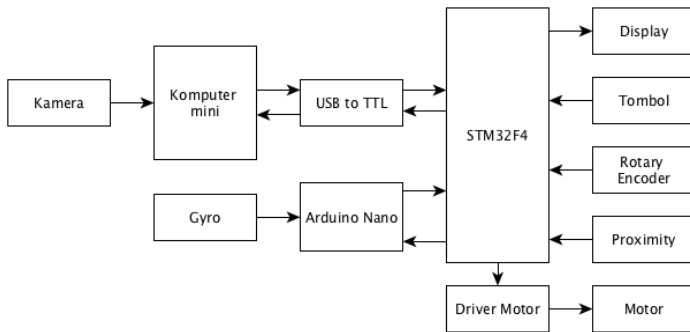 Display
Kamera
Komputer
mini
USB to TTL
STM32F4
Tombol
Rotary
Encoder
Gyro
Arduino Nano
Proximity
Driver Motor
Motor